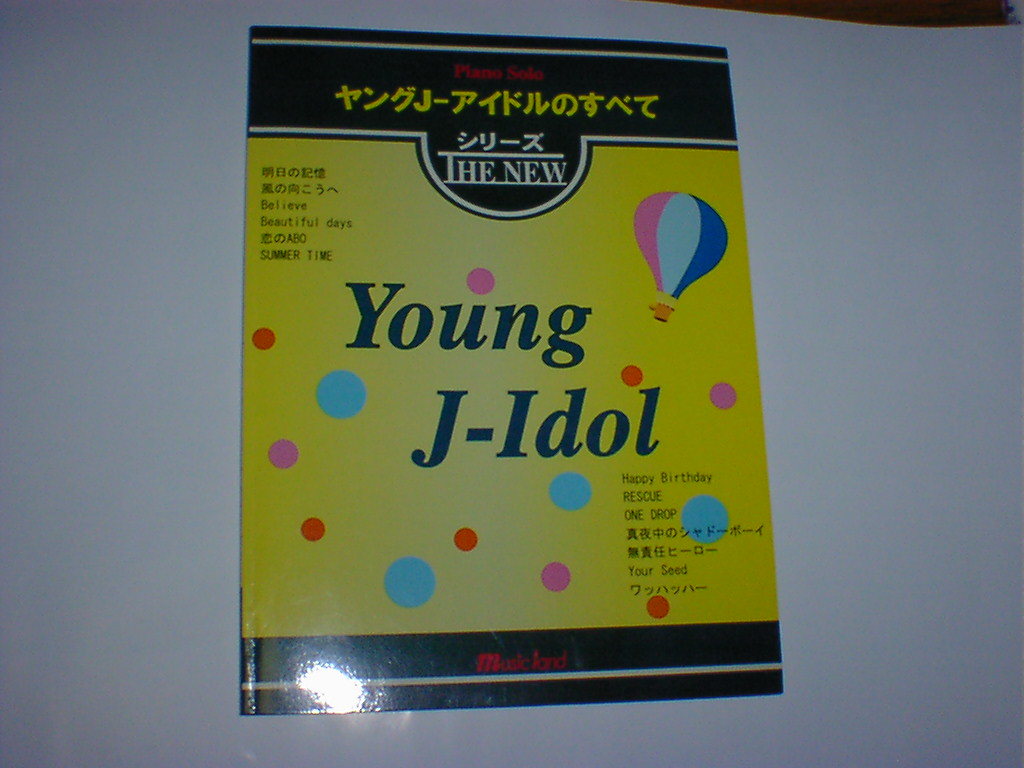 Piano Solo
ヤングJ-アイドルのすべて
シリーズ
THE NEW
明日の記憶
風の向こうへ
Believe
Beautiful days
恋のABO
SUMMER TIME
Young
J-Idol
Happy Birthday
RESCUE
ONE DROP
真夜中のシャドーボーイ
無責任ヒーロー
Your Seed
ワッハッハー
music land